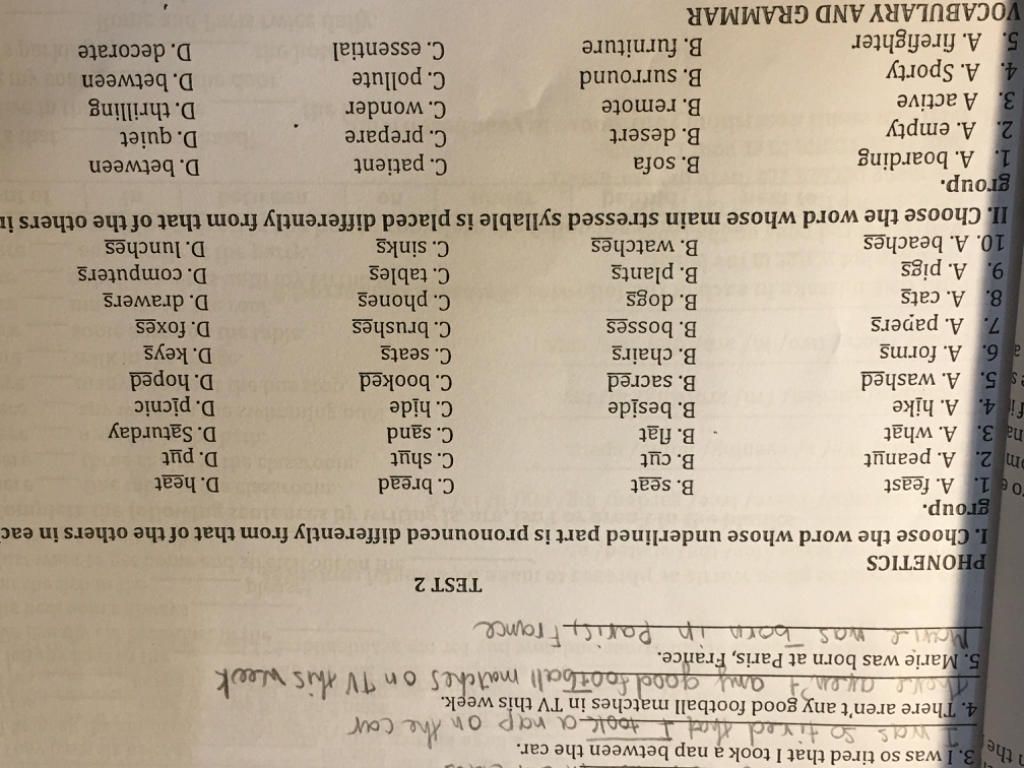 3. I was so tired that I took a nap between the car.
I was so tired that I took a nap on the car
4. There aren't any good football matches in TV this week.
there aren't any good football matches on TV this week
5. Marie was born at Paris, France.
Marie was born in Paris, France
TEST 2
PHONETICS
I. Choose the word whose underlined part is pronounced differently from that of the others in eac
group.
1. A. feast B. seat C. bread D. heat
2. A. peanut B. cut C. shut D. put
3. A. what B. flat C. sand D. Saturday
4. A. hike B. beside C. hide D. picnic
5. A. washed B. sacred C. booked D. hoped
6. A. forms B. chairs C. seats D. keys
7. A. papers B. bosses C. brushes D. foxes
8. A. cats B. dogs C. phones D. drawers
9. A. pigs B. plants C. tables D. computers
10. A. beaches B. watches C. sinks D. lunches
II. Choose the word whose main stressed syllable is placed differently from that of the others in
group.
1. A. boarding B. sofa C. patient D. between
2. A. empty B. desert C. prepare D. quiet
3. A active B. remote C. wonder D. thrilling
4. A. Sporty B. surround C. pollute D. between
5. A. firefighter B. furniture C. essential D. decorate
VOCABULARY AND GRAMMAR